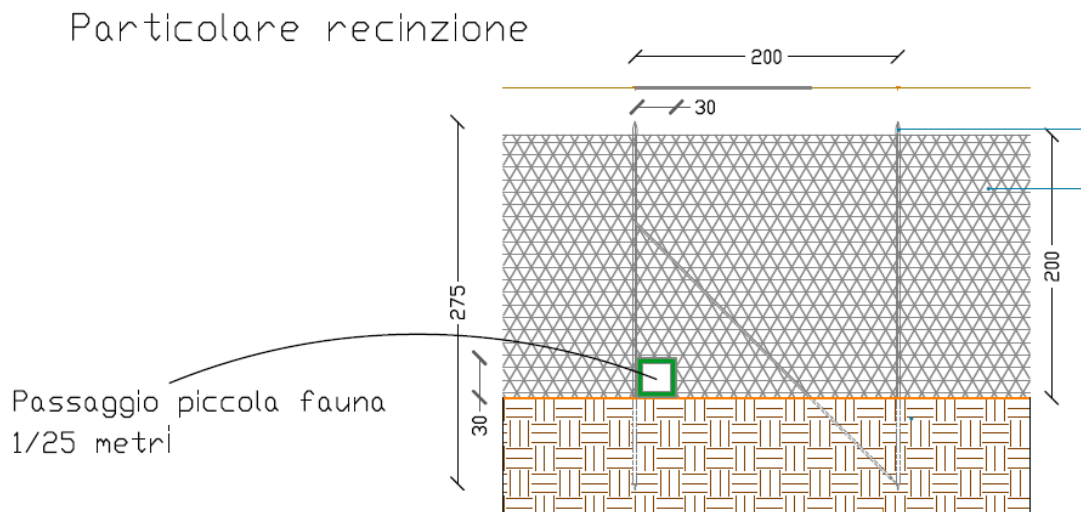 Particolare recinzione
200
30
275
200
30
Passaggio piccola fauna
1/25 metri